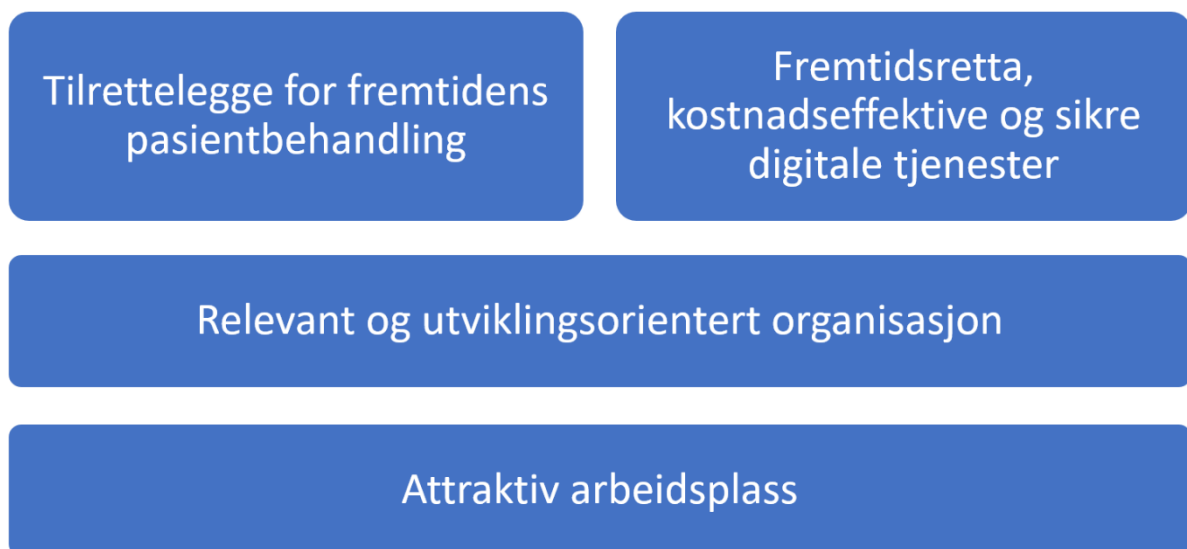 Tilrettelegge for fremtidens
pasientbehandling
Fremtidsretta,
kostnadseffektive og sikre
digitale tjenester
Relevant og utviklingsorientert organisasjon
Attraktiv arbeidsplass